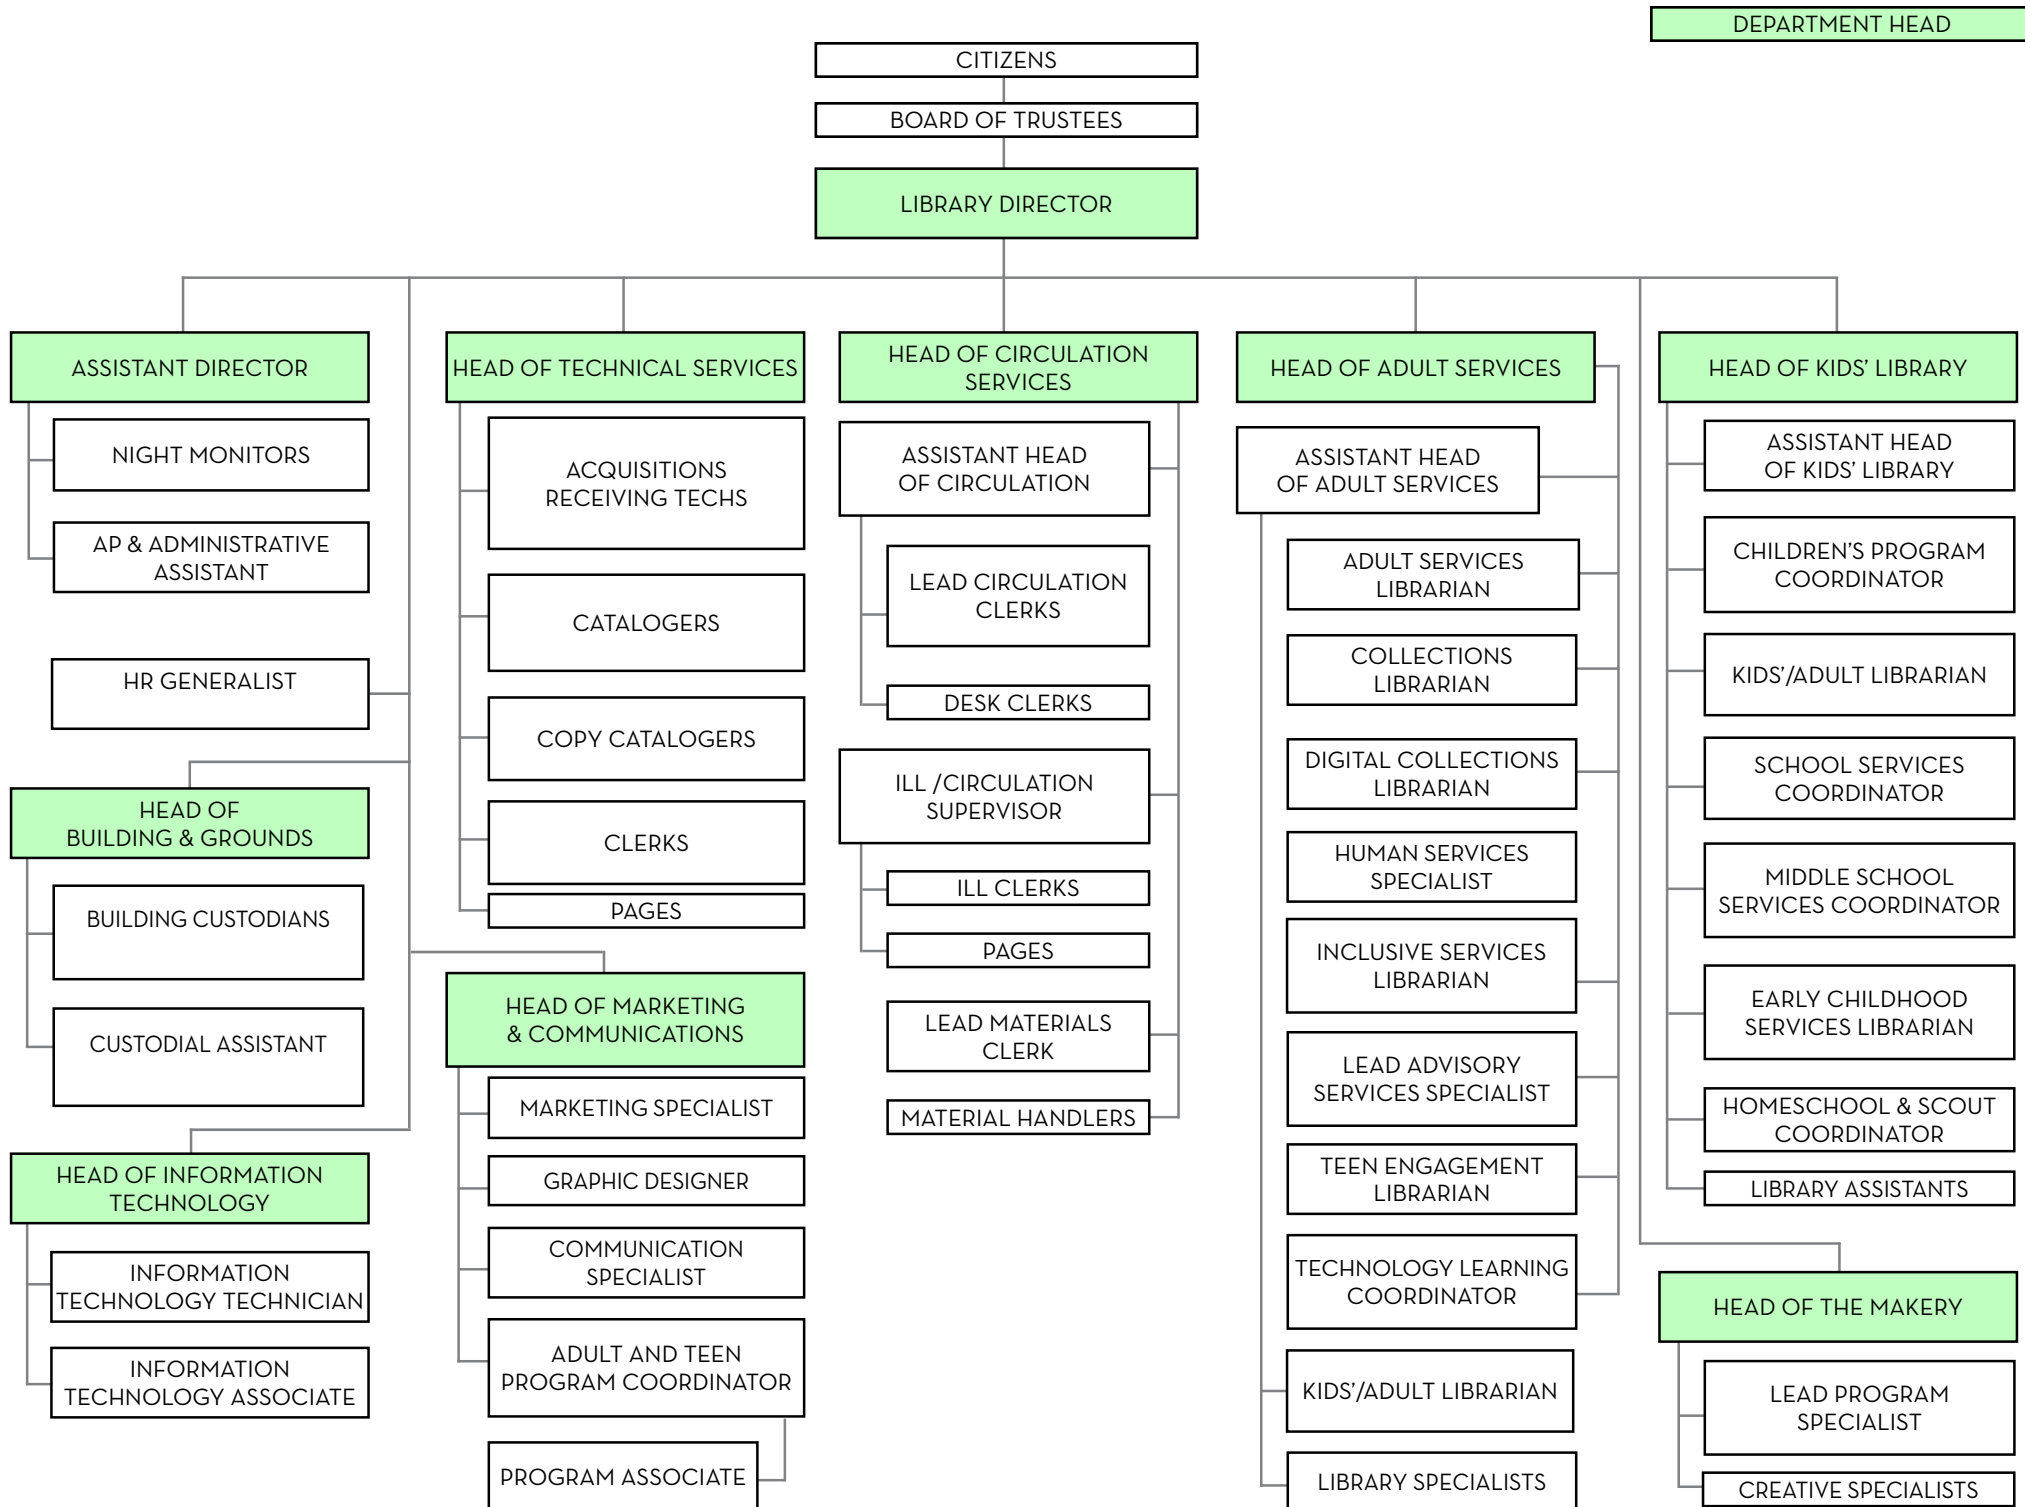 DEPARTMENT HEAD
CITIZENS
BOARD OF TRUSTEES
LIBRARY DIRECTOR
ASSISTANT DIRECTOR
NIGHT MONITORS
AP & ADMINISTRATIVE
ASSISTANT
HR GENERALIST
HEAD OF
BUILDING & GROUNDS
BUILDING CUSTODIANS
CUSTODIAL ASSISTANT
HEAD OF INFORMATION
TECHNOLOGY
INFORMATION
TECHNOLOGY TECHNICIAN
INFORMATION
TECHNOLOGY ASSOCIATE
HEAD OF TECHNICAL SERVICES
ACQUISITIONS
RECEIVING TECHS
CATALOGERS
COPY CATALOGERS
CLERKS
PAGES
HEAD OF MARKETING
& COMMUNICATIONS
MARKETING SPECIALIST
GRAPHIC DESIGNER
COMMUNICATION
SPECIALIST
ADULT AND TEEN
PROGRAM COORDINATOR
PROGRAM ASSOCIATE
HEAD OF CIRCULATION
SERVICES
ASSISTANT HEAD
OF CIRCULATION
LEAD CIRCULATION
CLERKS
DESK CLERKS
ILL /CIRCULATION
SUPERVISOR
ILL CLERKS
PAGES
LEAD MATERIALS
CLERK
MATERIAL HANDLERS
HEAD OF ADULT SERVICES
ASSISTANT HEAD
OF ADULT SERVICES
ADULT SERVICES
LIBRARIAN
COLLECTIONS
LIBRARIAN
DIGITAL COLLECTIONS
LIBRARIAN
HUMAN SERVICES
SPECIALIST
INCLUSIVE SERVICES
LIBRARIAN
LEAD ADVISORY
SERVICES SPECIALIST
TEEN ENGAGEMENT
LIBRARIAN
TECHNOLOGY LEARNING
COORDINATOR
KIDS’/ADULT LIBRARIAN
LIBRARY SPECIALISTS
HEAD OF KIDS’ LIBRARY
ASSISTANT HEAD
OF KIDS’ LIBRARY
CHILDREN’S PROGRAM
COORDINATOR
KIDS’/ADULT LIBRARIAN
SCHOOL SERVICES
COORDINATOR
MIDDLE SCHOOL
SERVICES COORDINATOR
EARLY CHILDHOOD
SERVICES LIBRARIAN
HOMESCHOOL & SCOUT
COORDINATOR
LIBRARY ASSISTANTS
HEAD OF THE MAKERY
LEAD PROGRAM
SPECIALIST
CREATIVE SPECIALISTS